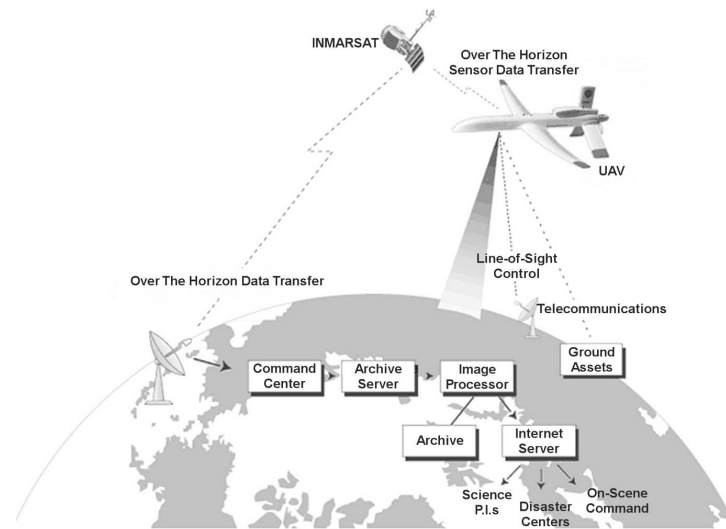 INMARSAT
Over The Horizon
Sensor Data Transfer
UAV
Line-of-Sight
Control
Over The Horizon Data Transfer
Telecommunications
Command
Center
Archive
Server
Image
Processor
Ground
Assets
Archive
Internet
Server
Science
P.I.s
Disaster
Centers
On-Scene
Command